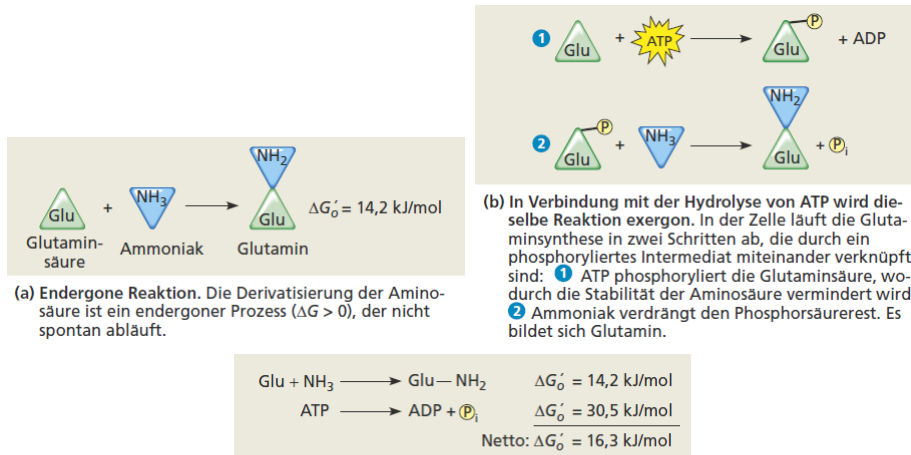 Glu + NH3 NH2 Glu ΔG′o = 14,2 kJ/mol
Glutamin-
säure Ammoniak Glutamin
(a) Endergone Reaktion. Die Derivatisierung der Amino-
säure ist ein endergoner Prozess (ΔG > 0), der nicht
spontan abläuft.
1 Glu + ATP Glu P + ADP
2 Glu P + NH3 NH2 Glu + Pi
(b) In Verbindung mit der Hydrolyse von ATP wird die-
selbe Reaktion exergon. In der Zelle läuft die Gluta-
minsynthese in zwei Schritten ab, die durch ein
phosphoryliertes Intermediat miteinander verknüpft
sind: 1 ATP phosphoryliert die Glutaminsäure, wo-
durch die Stabilität der Aminosäure vermindert wird
2 Ammoniak verdrängt den Phosphorsäurerest. Es
bildet sich Glutamin.
Glu + NH3 ⟶ Glu — NH2 ΔG′o = 14,2 kJ/mol
ATP ⟶ ADP + Pi ΔG′o = 30,5 kJ/mol
Netto: ΔG′o = 16,3 kJ/mol